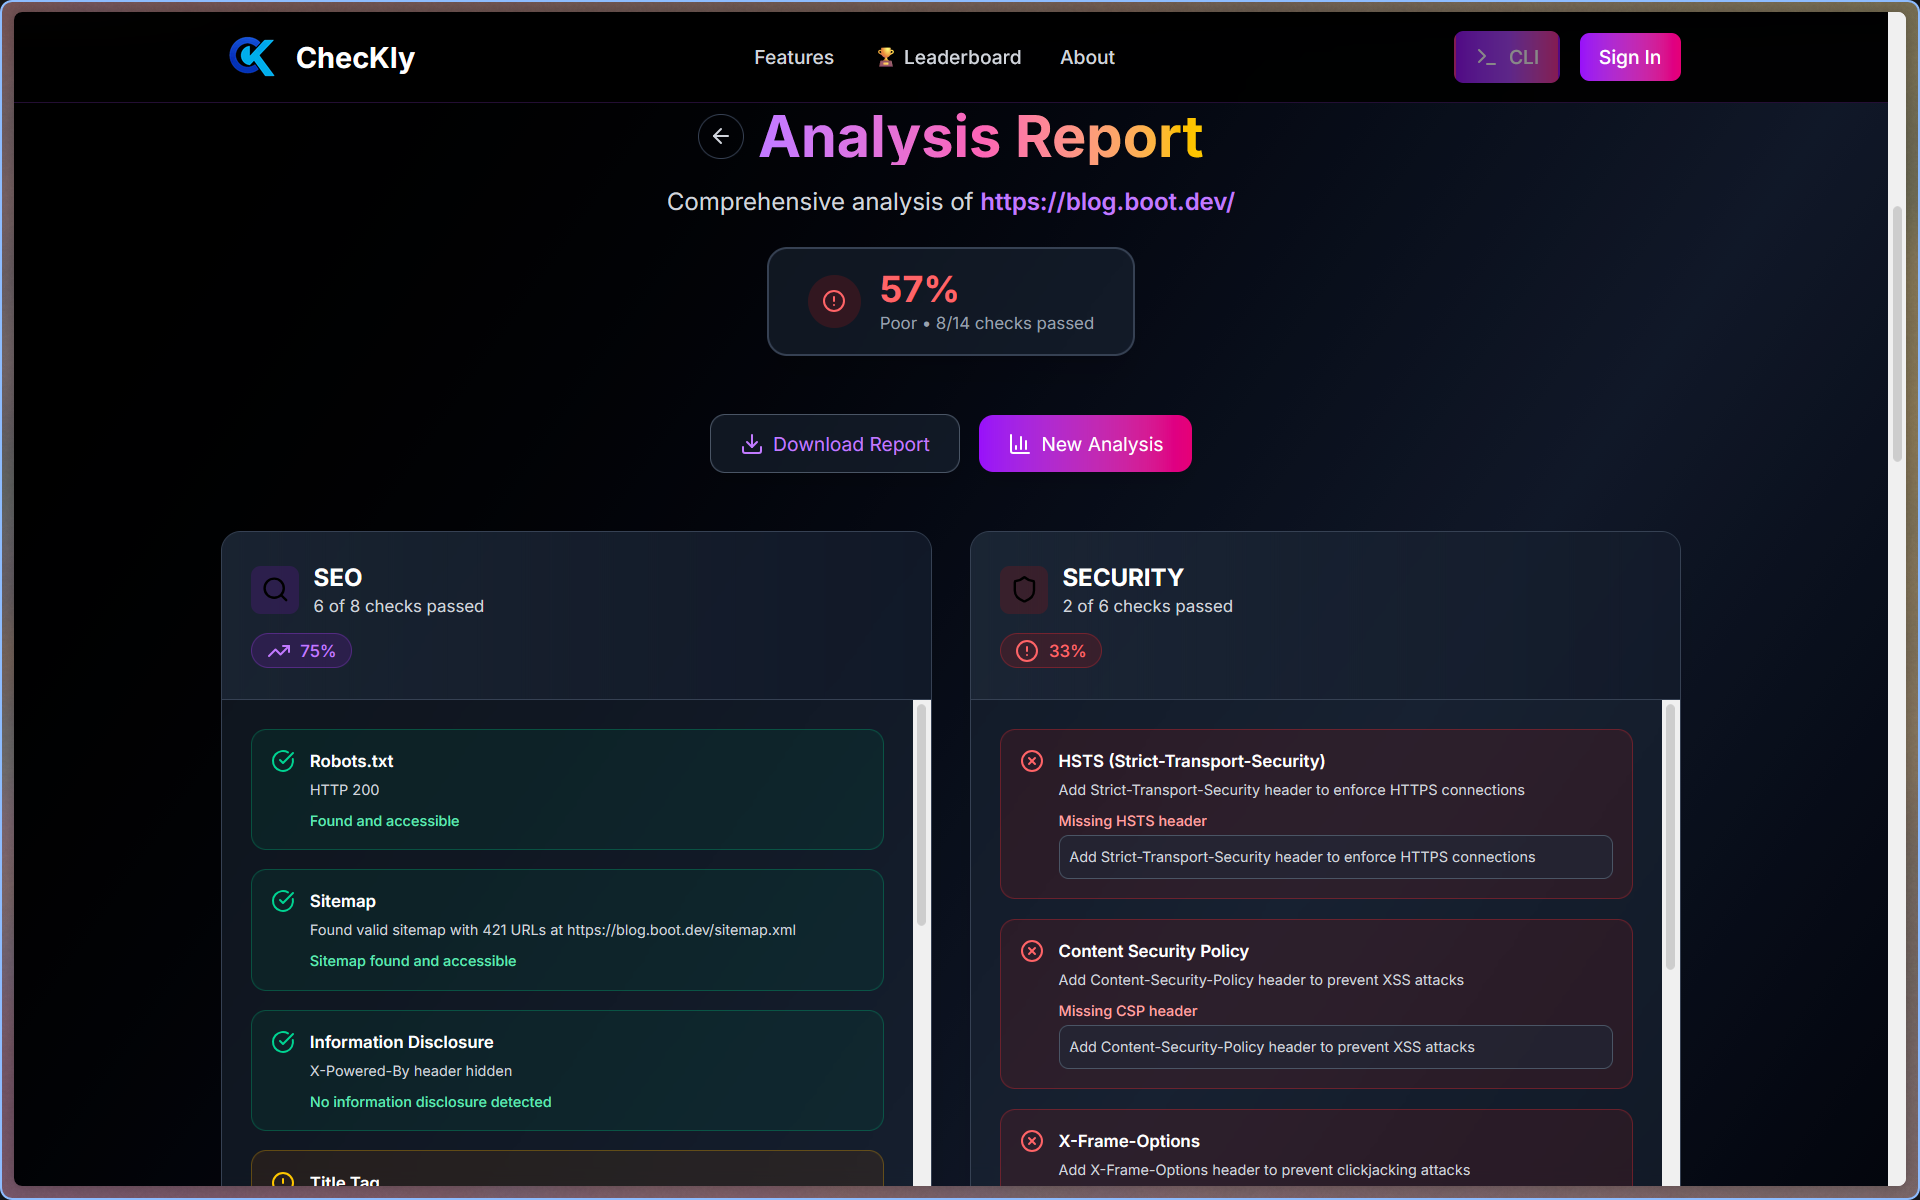 ChecKly
Features
🏆 Leaderboard
About
CLI
Sign In
Analysis Report
Comprehensive analysis of https://blog.boot.dev/
57%
Poor • 8/14 checks passed
Download Report
New Analysis
SEO
6 of 8 checks passed
75%
Robots.txt
HTTP 200
Found and accessible
Sitemap
Found valid sitemap with 421 URLs at https://blog.boot.dev/sitemap.xml
Sitemap found and accessible
Information Disclosure
X-Powered-By header hidden
No information disclosure detected
Title Tag
SECURITY
2 of 6 checks passed
33%
HSTS (Strict-Transport-Security)
Add Strict-Transport-Security header to enforce HTTPS connections
Missing HSTS header
Add Strict-Transport-Security header to enforce HTTPS connections
Content Security Policy
Add Content-Security-Policy header to prevent XSS attacks
Missing CSP header
Add Content-Security-Policy header to prevent XSS attacks
X-Frame-Options
Add X-Frame-Options header to prevent clickjacking attacks